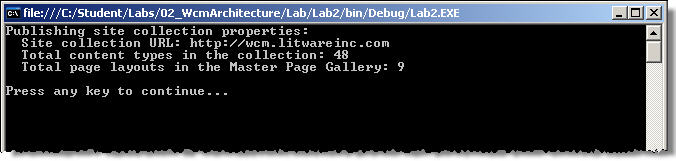 file:///C:/Student/Labs/02_WcmArchitecture/Lab/Lab2/bin/Debug/Lab2.EXE
Publishing site collection properties:
Site collection URL: http://wcm.litwareinc.com
Total content types in the collection: 48
Total page layouts in the Master Page Gallery: 9
Press any key to continue...